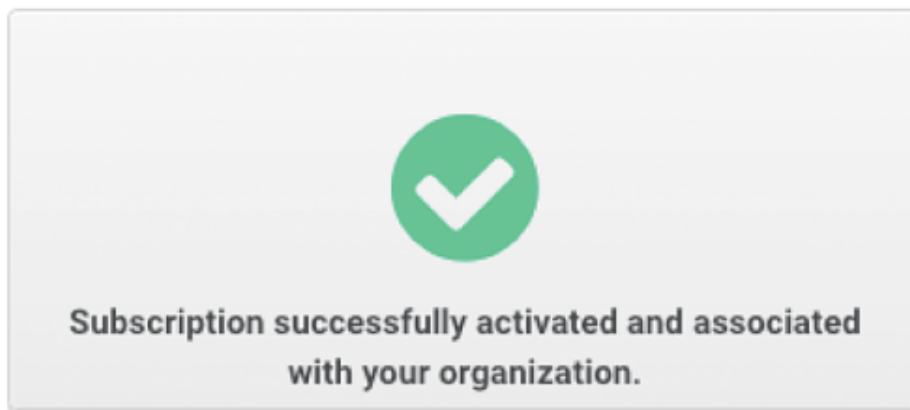 Subscription successfully activated and associated
with your organization.